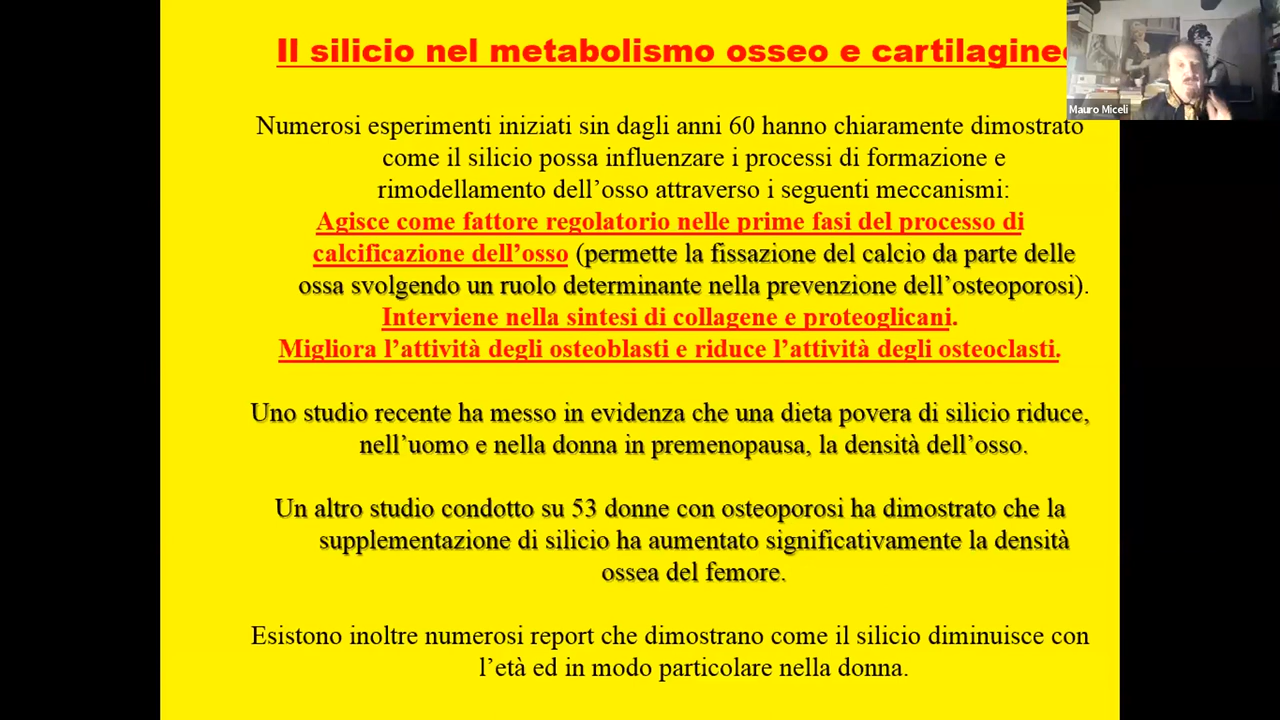 Il silicio nel metabolismo osseo e cartilagineo
Mauro Miceli
Numerosi esperimenti iniziati sin dagli anni 60 hanno chiaramente dimostrato
come il silicio possa influenzare i processi di formazione e
rimodellamento dell’osso attraverso i seguenti meccanismi:
Agisce come fattore regolatorio nelle prime fasi del processo di
calcificazione dell’osso (permette la fissazione del calcio da parte delle
ossa svolgendo un ruolo determinante nella prevenzione dell’osteoporosi).
Interviene nella sintesi di collagene e proteoglicani.
Migliora l’attività degli osteoblasti e riduce l’attività degli osteoclasti.
Uno studio recente ha messo in evidenza che una dieta povera di silicio riduce,
nell’uomo e nella donna in premenopausa, la densità dell’osso.
Un altro studio condotto su 53 donne con osteoporosi ha dimostrato che la
supplementazione di silicio ha aumentato significativamente la densità
ossea del femore.
Esistono inoltre numerosi report che dimostrano come il silicio diminuisce con
l’età ed in modo particolare nella donna.